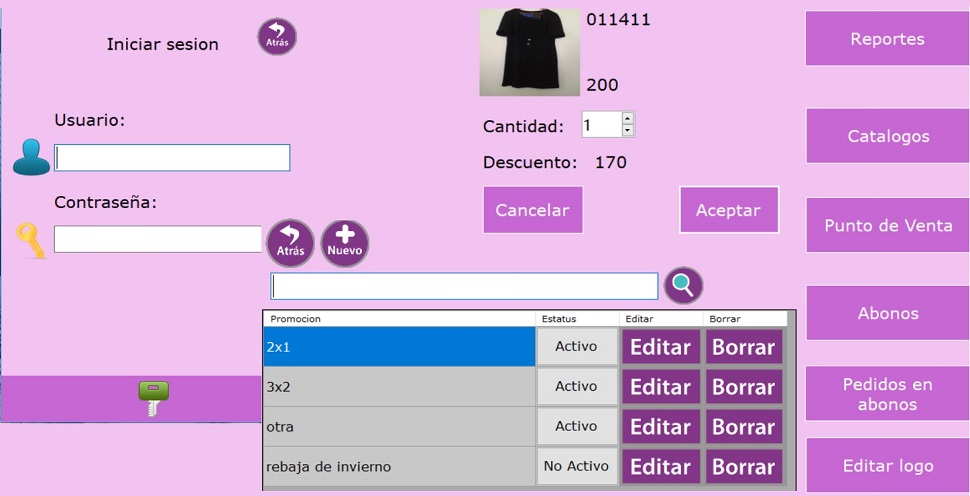 Iniciar sesion
Atrás
Usuario:
Contraseña:
011411
200
Cantidad: 1
Descuento: 170
Cancelar
Aceptar
Atrás
Nuevo
Promocion Estatus Editar Borrar
2x1 Activo Editar Borrar
3x2 Activo Editar Borrar
otra Activo Editar Borrar
rebaja de invierno No Activo Editar Borrar
Reportes
Catalogos
Punto de Venta
Abonos
Pedidos en
abonos
Editar logo